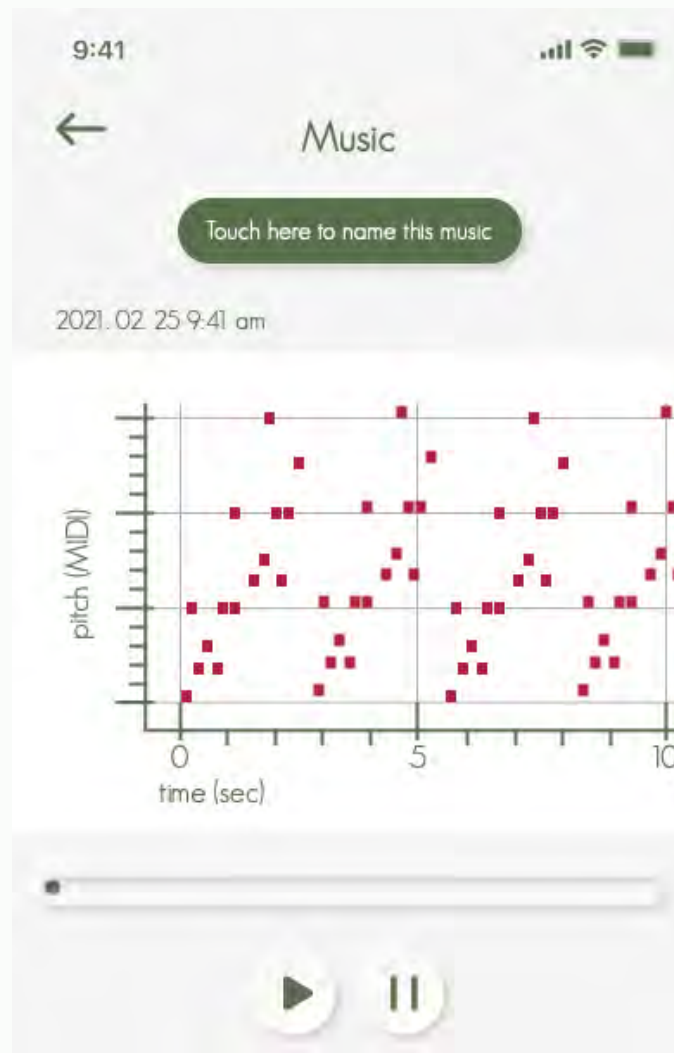 9:41
Music
Touch here to name this music
2021. 02 25 9:41 am
pitch (MIDI)
0 5 10
time (sec)